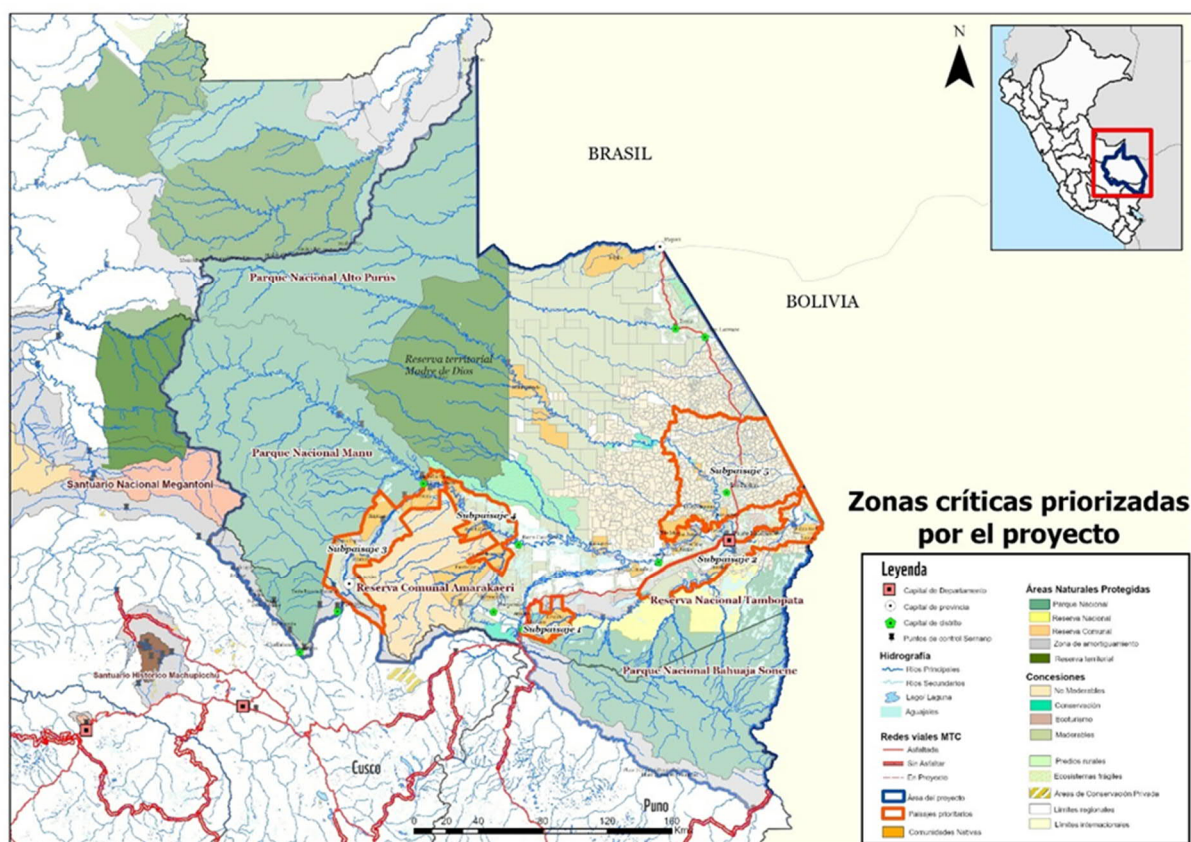 N
BRASIL
BOLIVIA
Parque Nacional Alto Purús
Reserva territorial
Madre de Dios
Parque Nacional Manu
Santuario Nacional Megantoni
Subpaisaje 5
Subpaisaje 4
Subpaisaje 3
Subpaisaje 2
Reserva Comunal Amarakaeri
Reserva Nacional Tambopata
Subpaisaje 1
Parque Nacional Bahuaja Sonene
Santuario Histórico Machupicchu
Cusco
Puno
0 40 80 120 160
Km
Zonas críticas priorizadas
por el proyecto
Leyenda
Capital de Departamento
Capital de provincia
Capital de distrito
Puntos de control Sernanp
Hidrografía
Ríos Principales
Ríos Secundarios
Lago/ Laguna
Aguajales
Redes viales MTC
Asfaltada
Sin Asfaltar
En Proyecto
Área del proyecto
Paisajes prioritarios
Comunidades Nativas
Áreas Naturales Protegidas
Parque Nacional
Reserva Nacional
Reserva Comunal
Zona de amortiguamiento
Reserva territorial
Concesiones
No Maderables
Conservación
Ecoturismo
Maderables
Predios rurales
Ecosistemas frágiles
Áreas de Conservación Privada
Límites regionales
Límites internacionales